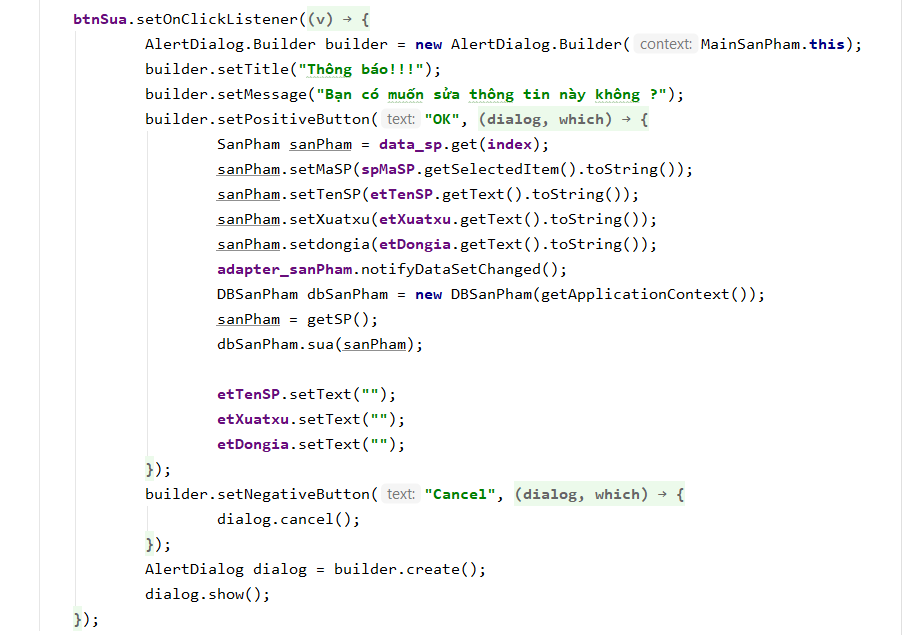 btnSua.setOnClickListener((v) → {
AlertDialog.Builder builder = new AlertDialog.Builder( context: MainSanPham.this);
builder.setTitle("Thông báo!!!");
builder.setMessage("Bạn có muốn sửa thông tin này không ?");
builder.setPositiveButton( text: "OK", (dialog, which) → {
SanPham sanPham = data_sp.get(index);
sanPham.setMaSP(spMaSP.getSelectedItem().toString());
sanPham.setTenSP(etTenSP.getText().toString());
sanPham.setXuatxu(etXuatxu.getText().toString());
sanPham.setdongia(etDongia.getText().toString());
adapter_sanPham.notifyDataSetChanged();
DBSanPham dbSanPham = new DBSanPham(getApplicationContext());
sanPham = getSP();
dbSanPham.sua(sanPham);
etTenSP.setText("");
etXuatxu.setText("");
etDongia.setText("");
});
builder.setNegativeButton( text: "Cancel", (dialog, which) → {
dialog.cancel();
});
AlertDialog dialog = builder.create();
dialog.show();
});